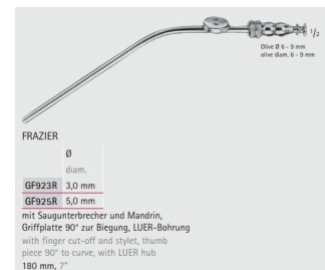 1/2
Olive Ø 6 - 9 mm
olive diam. 6 - 9 mm
FRAZIER
Ø
diam.
GF923R 3,0 mm
GF925R 5,0 mm
mit Saugunterbrecher und Mandrin,
Griffplatte 90° zur Biegung, LUER-Bohrung
with finger cut-off and stylet, thumb
piece 90° to curve, with LUER hub
180 mm, 7"